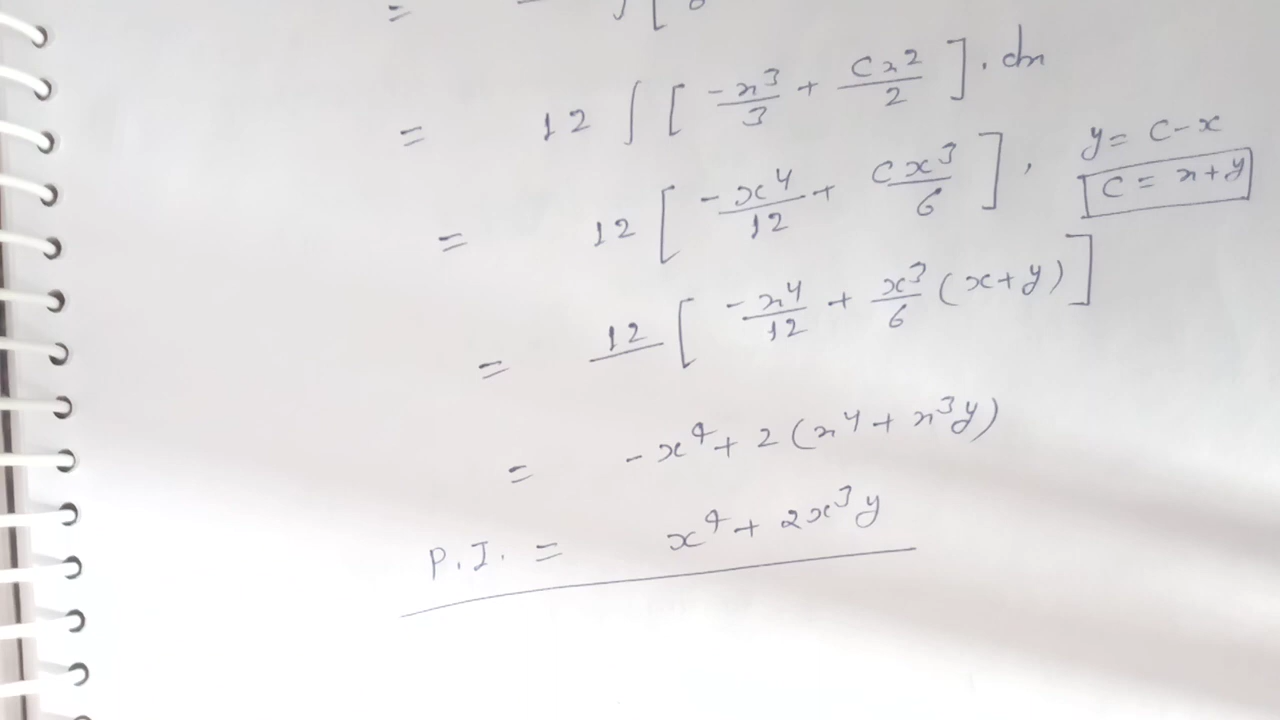 =
= 12 ∫ [ -x³/3 + cx²/2 ] . dx
= 12 [ -x⁴/12 + cx³/6 ] , y = c-x
c = x+y
= 12 [ -x⁴/12 + x³/6 (x+y) ]
= -x⁴ + 2 (x⁴ + x³y)
P.I. = x⁴ + 2x³y